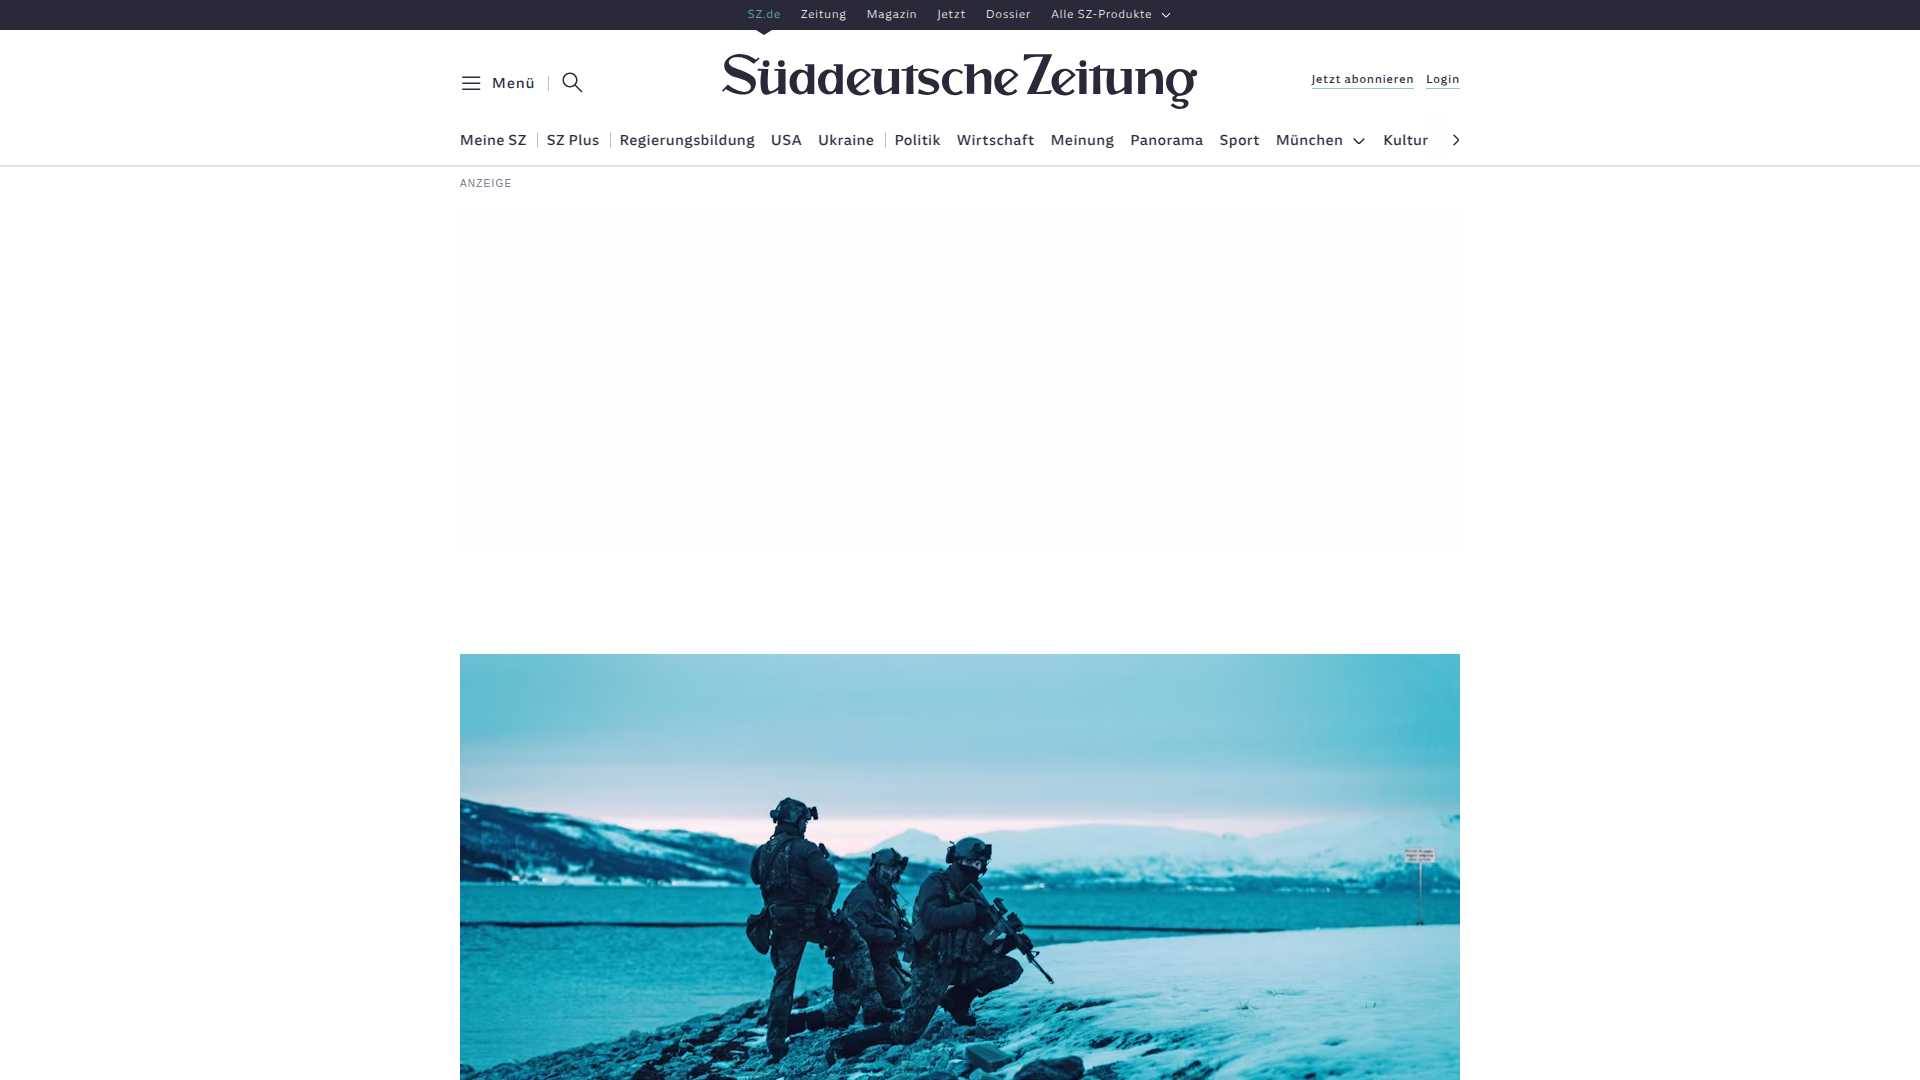 SZ.de Zeitung Magazin Jetzt Dossier Alle SZ-Produkte
Menü
Süddeutsche Zeitung
Jetzt abonnieren Login
Meine SZ SZ Plus Regierungsbildung USA Ukraine Politik Wirtschaft Meinung Panorama Sport München Kultur
ANZEIGE